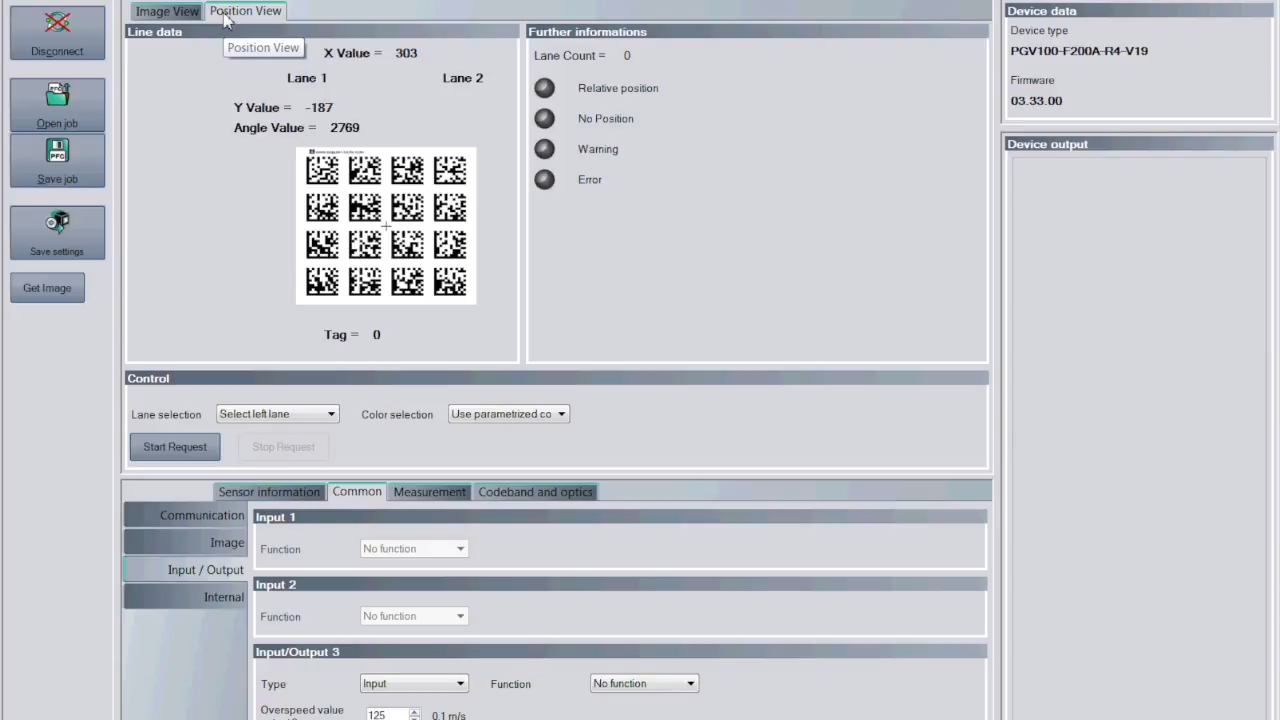 Image View
Position View
Device data
Disconnect
Line data
Further informations
Position View
X Value = 303
Lane Count = 0
Device type
PGV100-F200A-R4-V19
Lane 1
Lane 2
Relative position
Firmware
03.33.00
Open job
Y Value = -187
No Position
Angle Value = 2769
Warning
Device output
Save job
Error
Save settings
Get Image
Tag = 0
Control
Lane selection
Select left lane
Color selection
Use parametrized co
Start Request
Stop Request
Sensor information
Common
Measurement
Codeband and optics
Communication
Input 1
Image
Function
No function
Input / Output
Input 2
Internal
Function
No function
Input/Output 3
Type
Input
Function
No function
Overspeed value
125
0.1 m/s